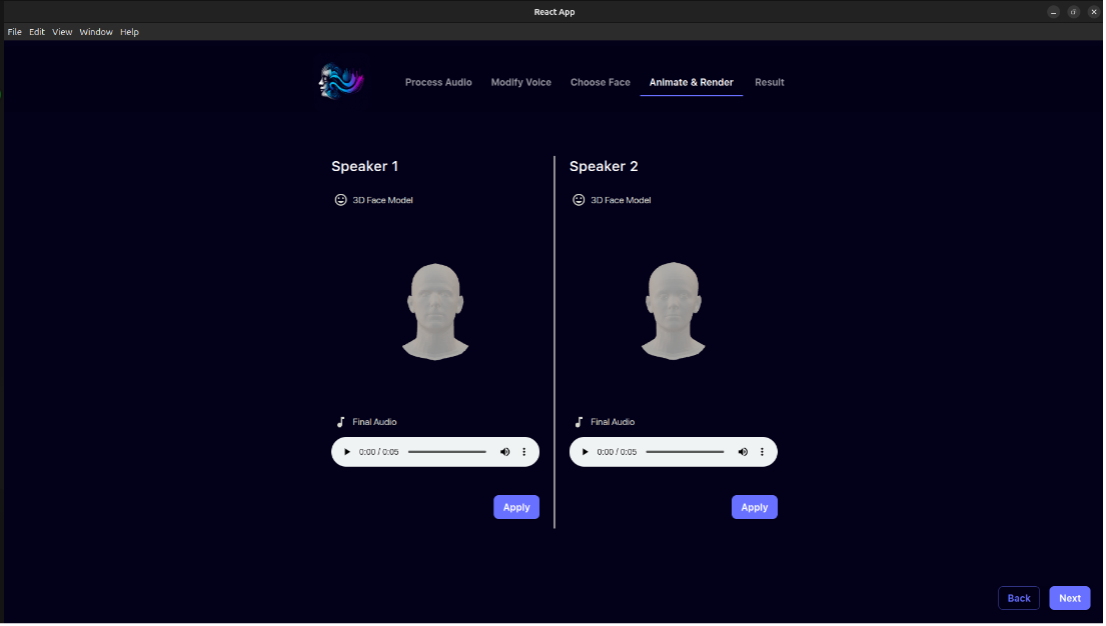 React App
File Edit View Window Help
Process Audio Modify Voice Choose Face Animate & Render Result
Speaker 1
3D Face Model
Final Audio
0:00 / 0:05
Apply
Speaker 2
3D Face Model
Final Audio
0:00 / 0:05
Apply
Back Next